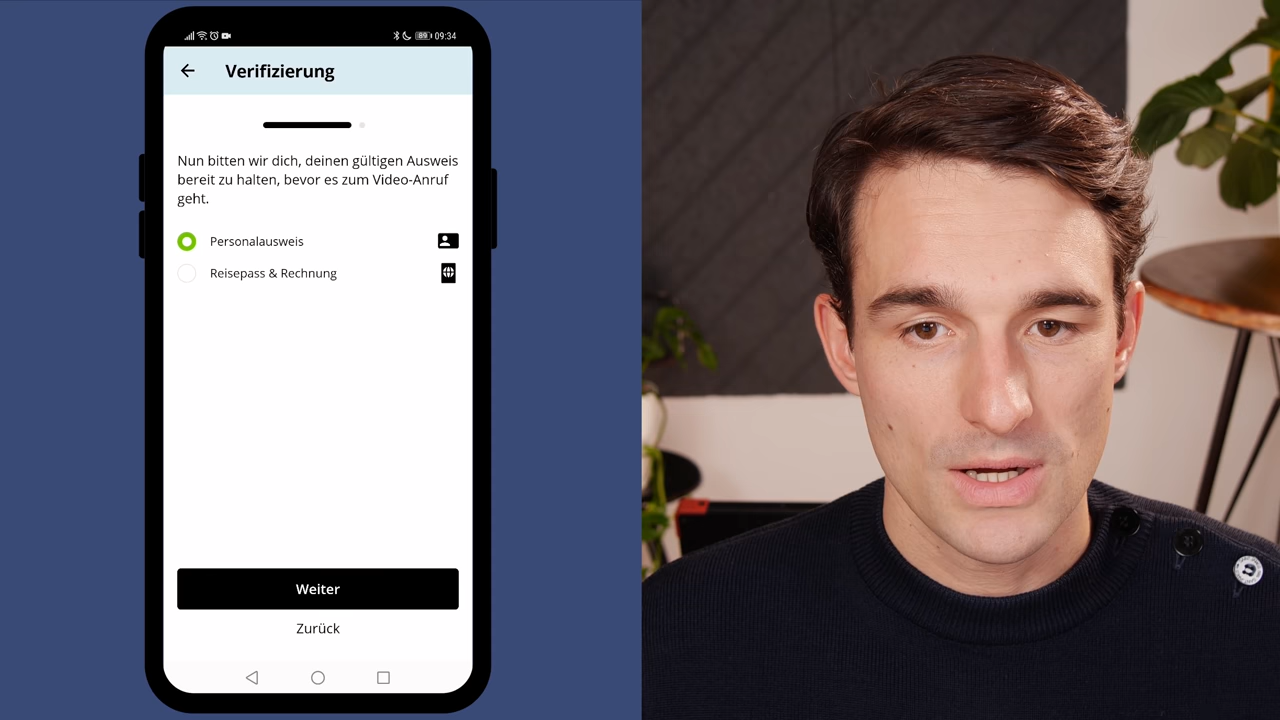 89 09:34
Verifizierung
Nun bitten wir dich, deinen gültigen Ausweis
bereit zu halten, bevor es zum Video-Anruf
geht.
Personalausweis
Reisepass & Rechnung
Weiter
Zurück